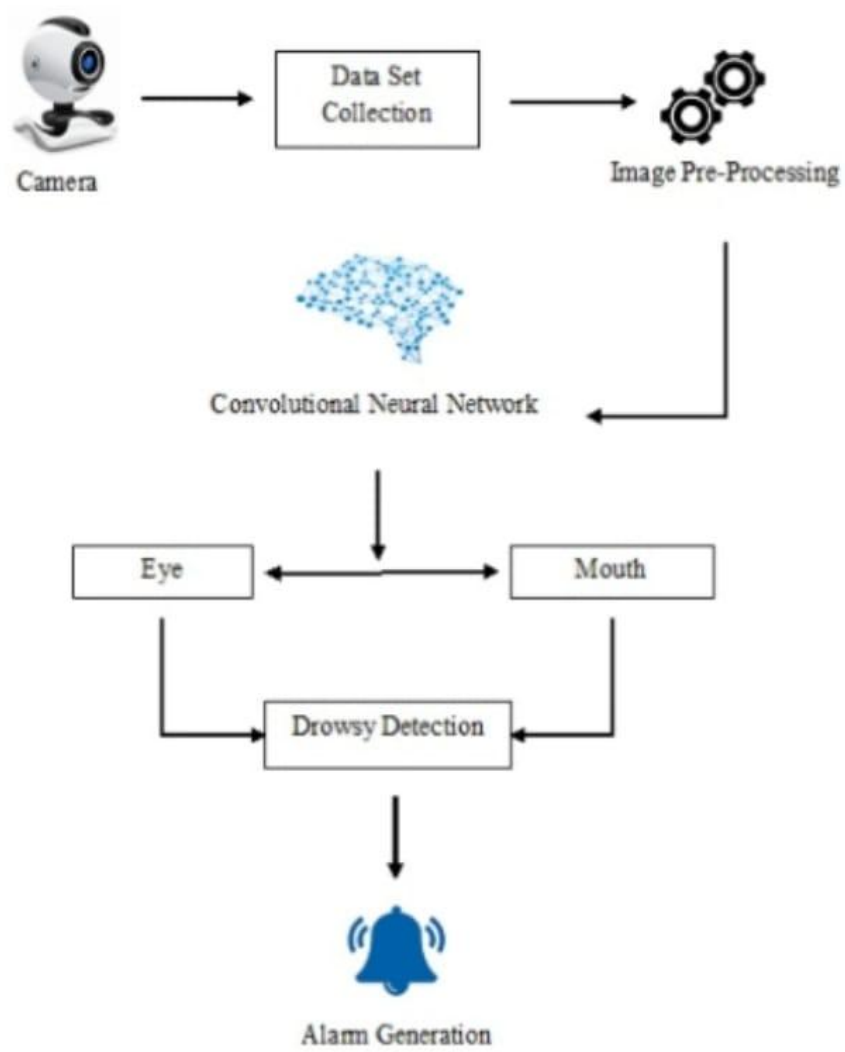 Data Set
Collection
Camera
Image Pre-Processing
Convolutional Neural Network
Eye
Mouth
Drowsy Detection
Alarm Generation